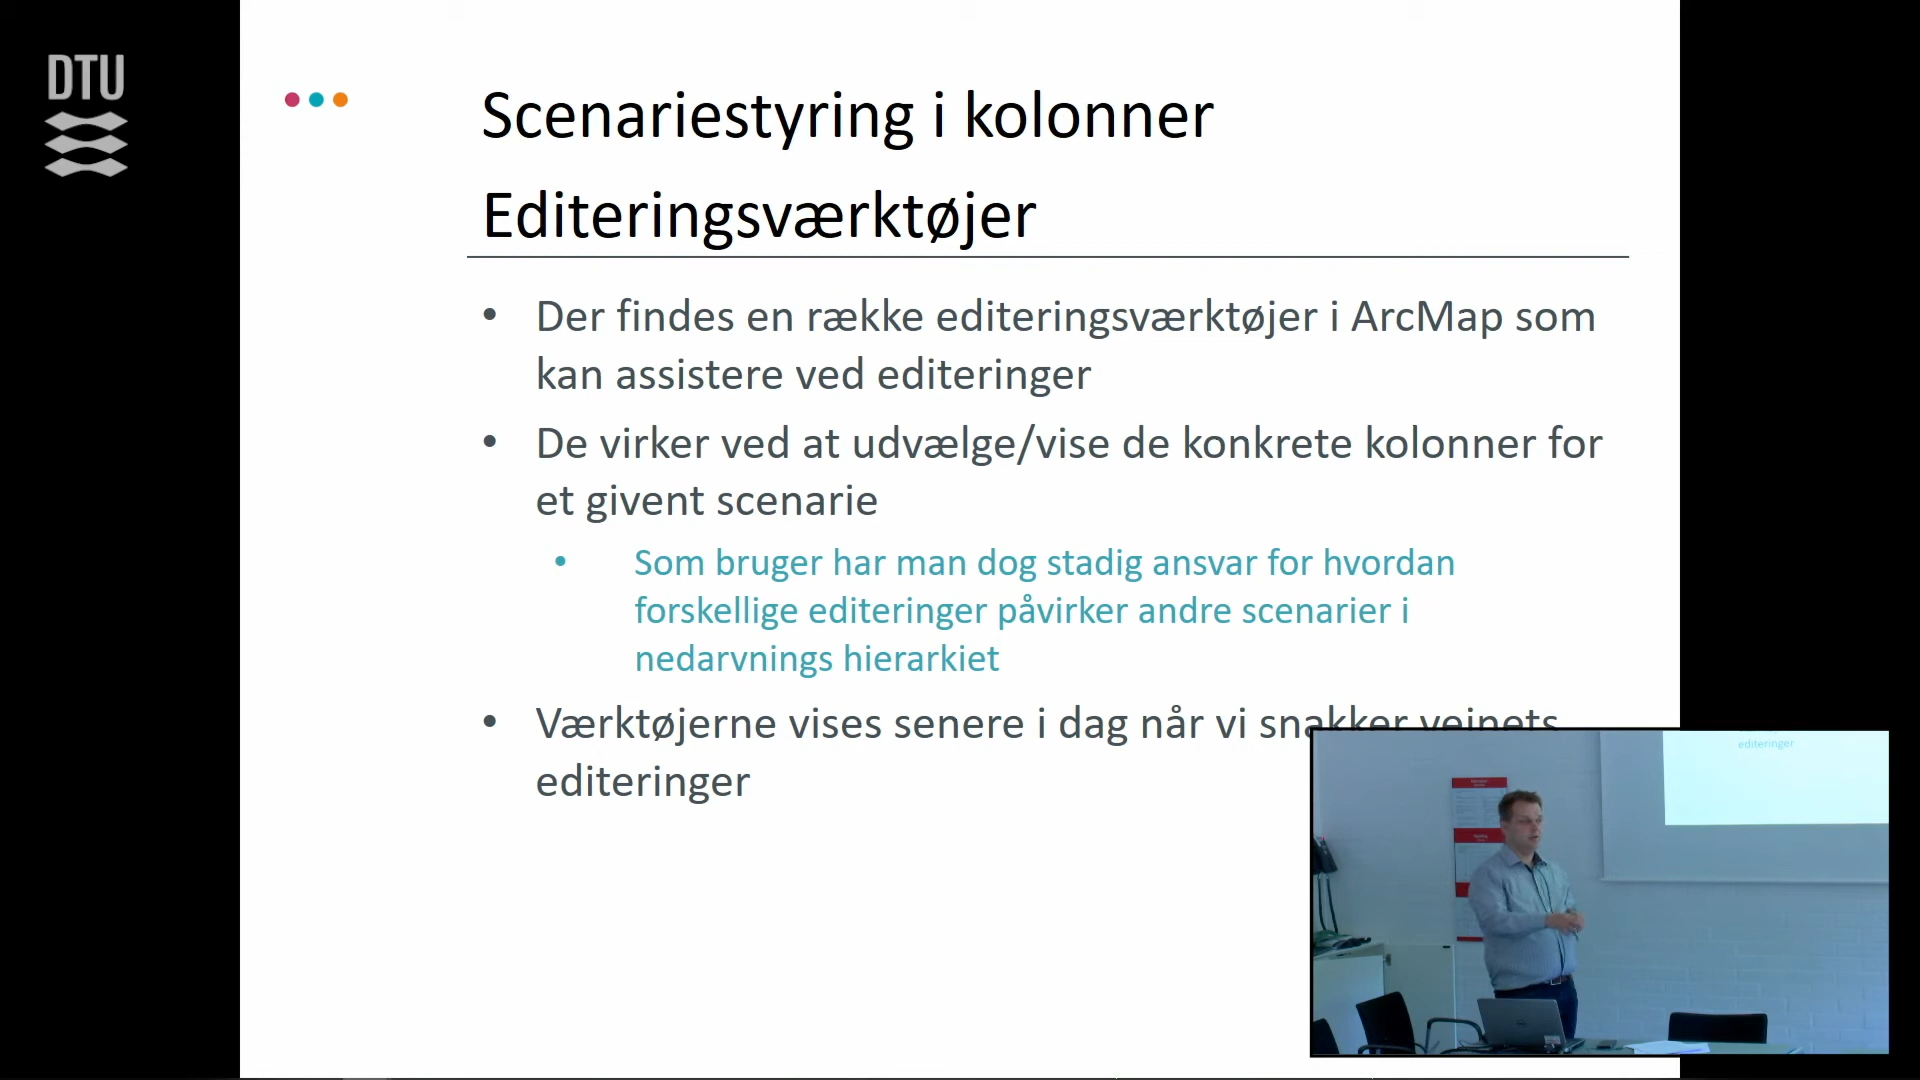 DTU
Scenariestyring i kolonner
Editeringsværktøjer
• Der findes en række editeringsværktøjer i ArcMap som
kan assistere ved editeringer
• De virker ved at udvælge/vise de konkrete kolonner for
et givent scenarie
• Som bruger har man dog stadig ansvar for hvordan
forskellige editeringer påvirker andre scenarier i
nedarvnings hierarkiet
• Værktøjerne vises senere i dag når vi snakker vejnets
editeringer
editeringer